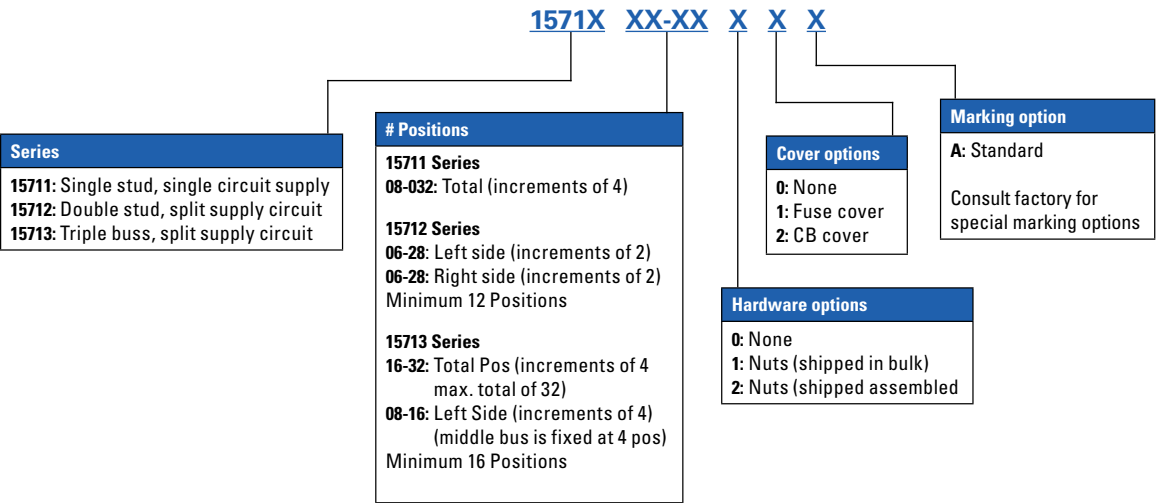 1571X XX-XX X X X
Series
15711: Single stud, single circuit supply
15712: Double stud, split supply circuit
15713: Triple buss, split supply circuit
# Positions
15711 Series
08-032: Total (increments of 4)
15712 Series
06-28: Left side (increments of 2)
06-28: Right side (increments of 2)
Minimum 12 Positions
15713 Series
16-32: Total Pos (increments of 4
max. total of 32)
08-16: Left Side (increments of 4)
(middle bus is fixed at 4 pos)
Minimum 16 Positions
Hardware options
0: None
1: Nuts (shipped in bulk)
2: Nuts (shipped assembled
Cover options
0: None
1: Fuse cover
2: CB cover
Marking option
A: Standard
Consult factory for
special marking options